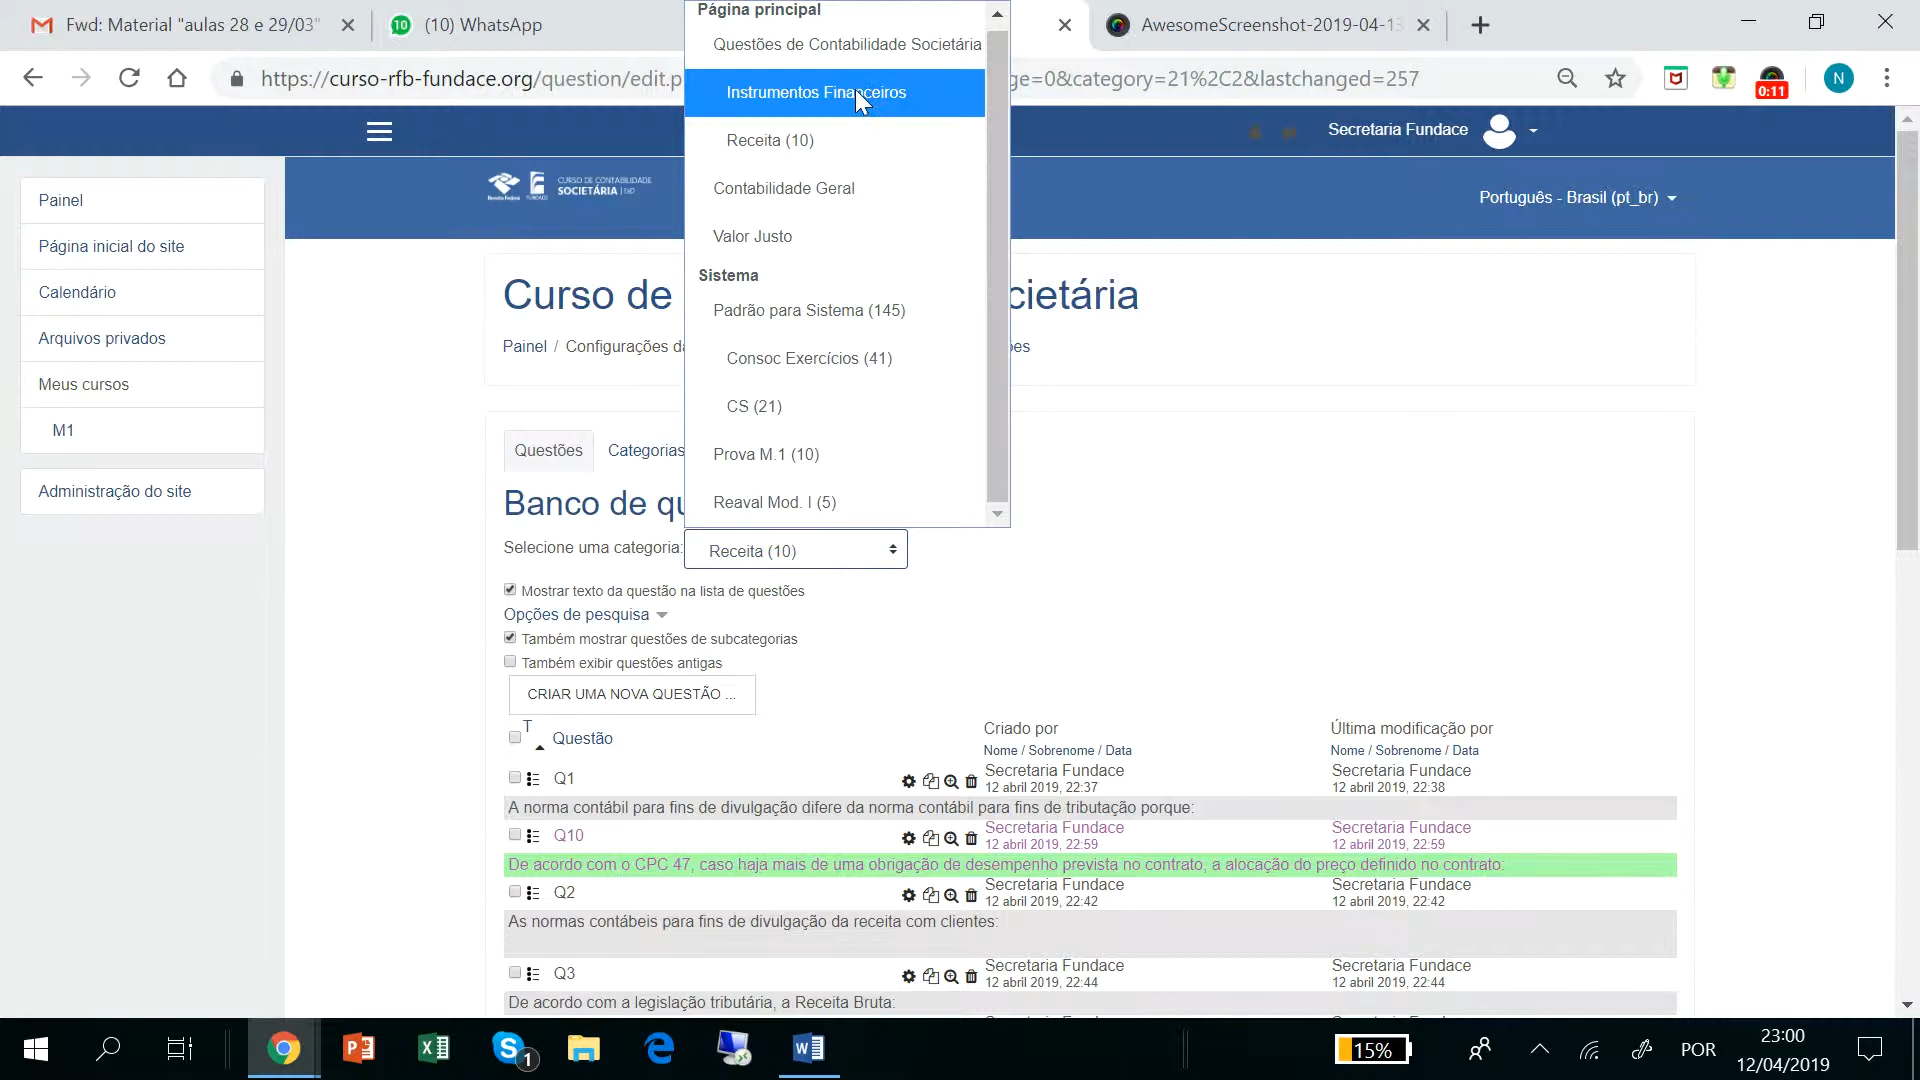 Fwd: Material "aulas 28 e 29/03"
10
(10) WhatsApp
AwesomeScreenshot-2019-04-13
https://curso-rfb-fundace.org/question/edit.p
ge=0&category=21%2C2&lastchanged=257
0:11
N
Página principal
Questões de Contabilidade Societária
Instrumentos Financeiros
Receita (10)
Contabilidade Geral
Valor Justo
Sistema
Padrão para Sistema (145)
Consoc Exercícios (41)
CS (21)
Prova M.1 (10)
Reaval Mod. I (5)
Secretaria Fundace
CURSO DE CONTABILIDADE
SOCIETÁRIA | EaD
Receita Federal
FUNDACE
Português - Brasil (pt_br)
Painel
Página inicial do site
Calendário
Arquivos privados
Meus cursos
M1
Administração do site
Curso de
cietária
Painel / Configurações da
ões
Questões
Categorias
Banco de qu
Selecione uma categoria:
Receita (10)
Mostrar texto da questão na lista de questões
Opções de pesquisa
Também mostrar questões de subcategorias
Também exibir questões antigas
CRIAR UMA NOVA QUESTÃO ...
T
Questão
Criado por
Nome / Sobrenome / Data
Última modificação por
Nome / Sobrenome / Data
Q1
Secretaria Fundace
12 abril 2019, 22:37
Secretaria Fundace
12 abril 2019, 22:38
A norma contábil para fins de divulgação difere da norma contábil para fins de tributação porque:
Q10
Secretaria Fundace
12 abril 2019, 22:59
Secretaria Fundace
12 abril 2019, 22:59
De acordo com o CPC 47, caso haja mais de uma obrigação de desempenho prevista no contrato, a alocação do preço definido no contrato:
Q2
Secretaria Fundace
12 abril 2019, 22:42
Secretaria Fundace
12 abril 2019, 22:42
As normas contábeis para fins de divulgação da receita com clientes:
Q3
Secretaria Fundace
12 abril 2019, 22:44
Secretaria Fundace
12 abril 2019, 22:44
De acordo com a legislação tributária, a Receita Bruta:
1
15%
POR
23:00
12/04/2019